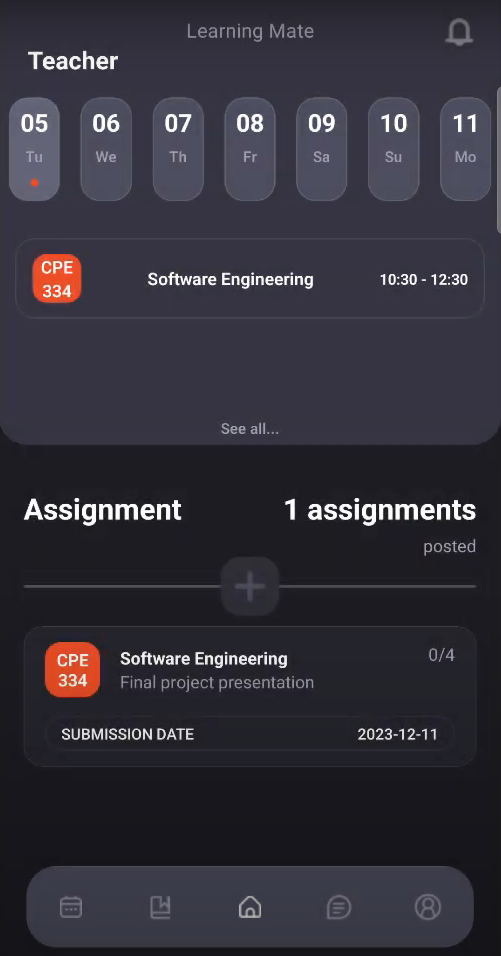 Learning Mate
Teacher
05 06 07 08 09 10 11
Tu We Th Fr Sa Su Mo
CPE
334
Software Engineering
10:30 - 12:30
See all...
Assignment
1 assignments
posted
CPE
334
Software Engineering
0/4
Final project presentation
SUBMISSION DATE
2023-12-11